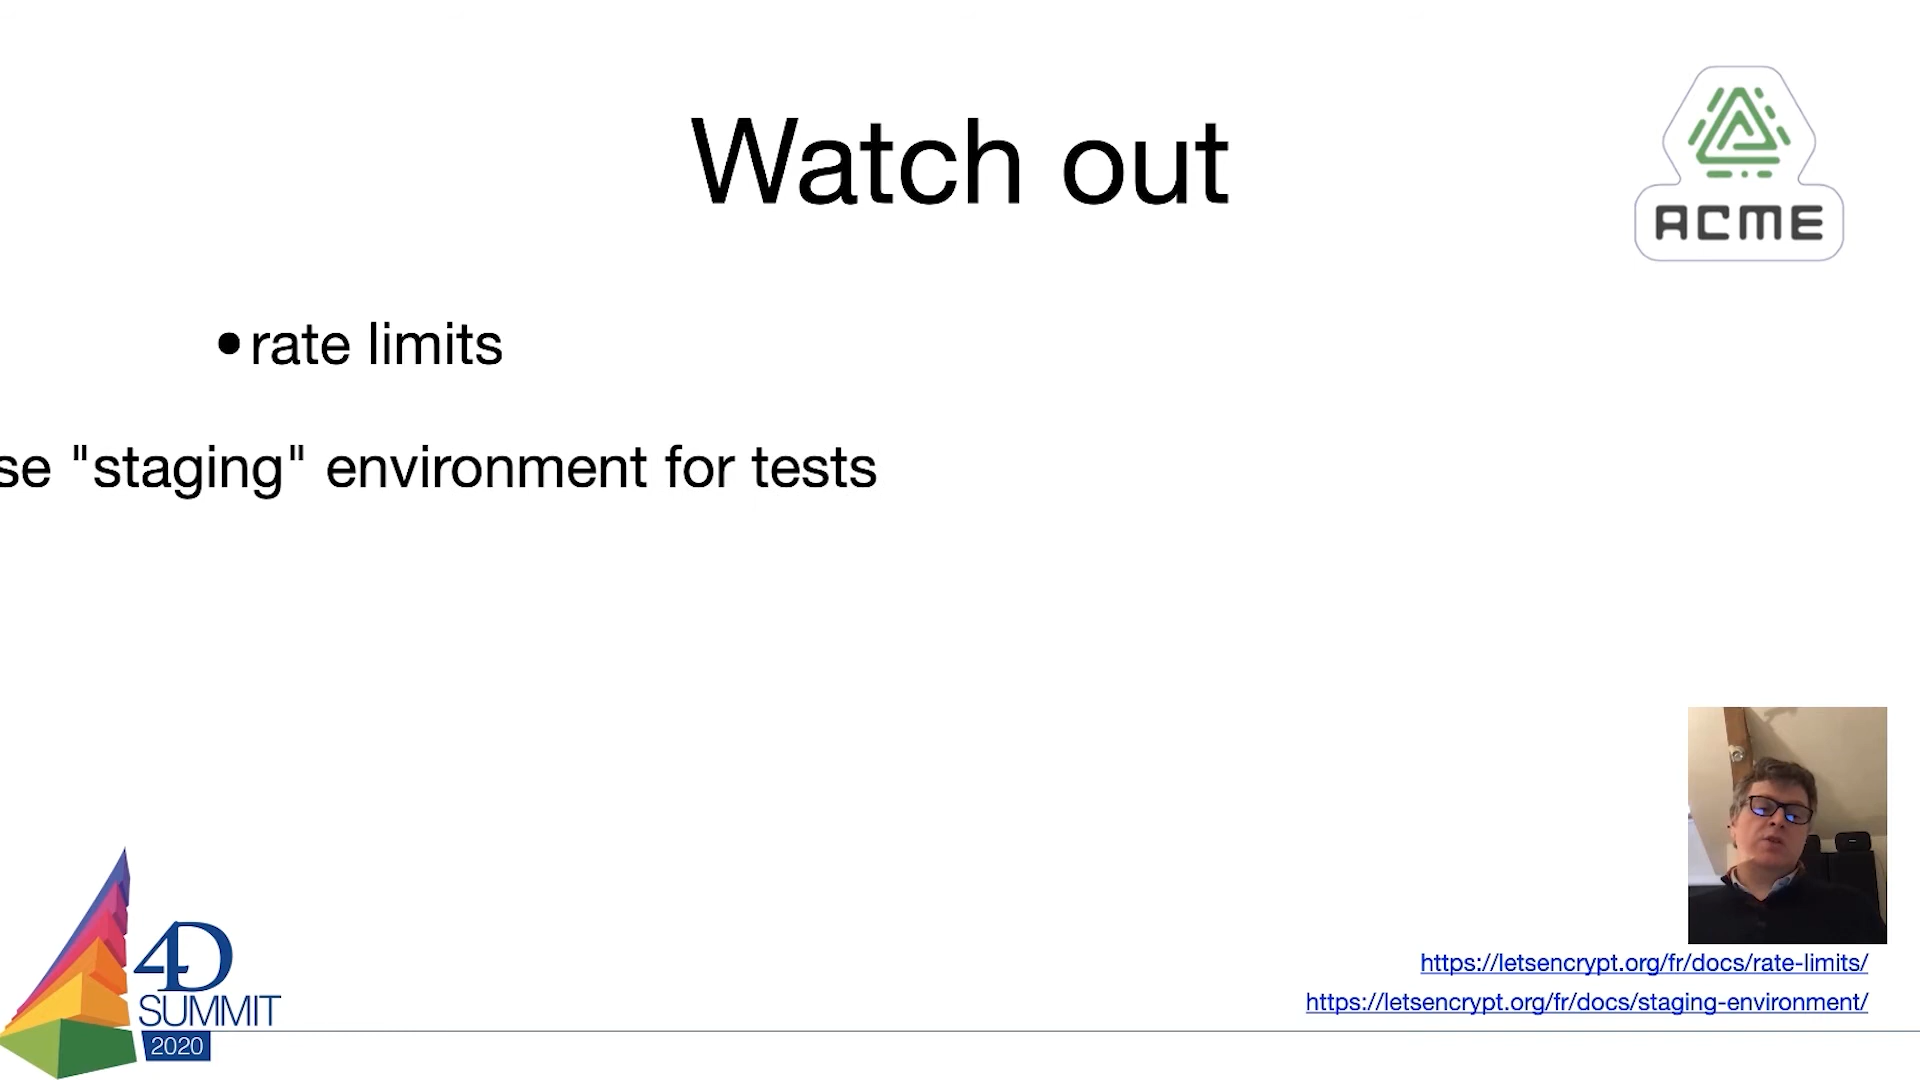 Watch out
ACME
•rate limits
se "staging" environment for tests
https://letsencrypt.org/fr/docs/rate-limits/
https://letsencrypt.org/fr/docs/staging-environment/
4D
SUMMIT
2020